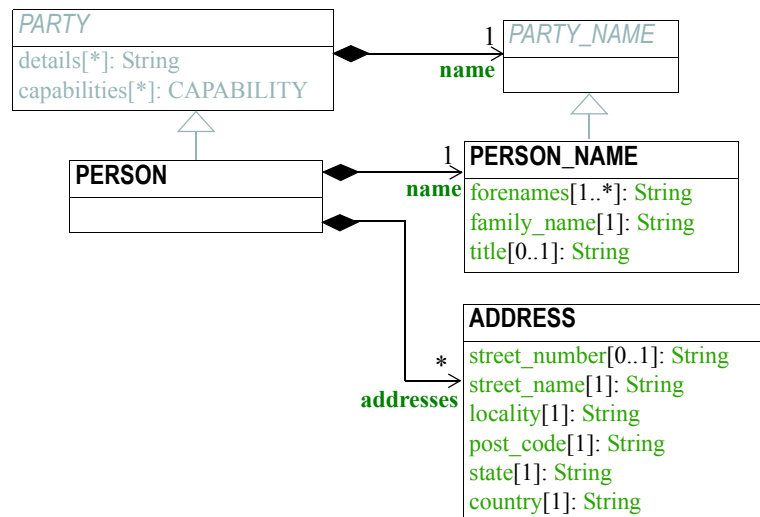 PARTY
details[*]: String
capabilities[*]: CAPABILITY
1
name
PARTY_NAME
PERSON
1
name
PERSON_NAME
forenames[1..*]: String
family_name[1]: String
title[0..1]: String
*
addresses
ADDRESS
street_number[0..1]: String
street_name[1]: String
locality[1]: String
post_code[1]: String
state[1]: String
country[1]: String